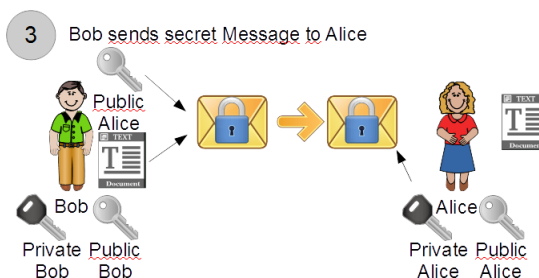 3
Bob sends secret Message to Alice
Public
Alice
TEXT
T
Document
Bob
Private Public
Bob Bob
TEXT
T
Document
Alice
Private Public
Alice Alice